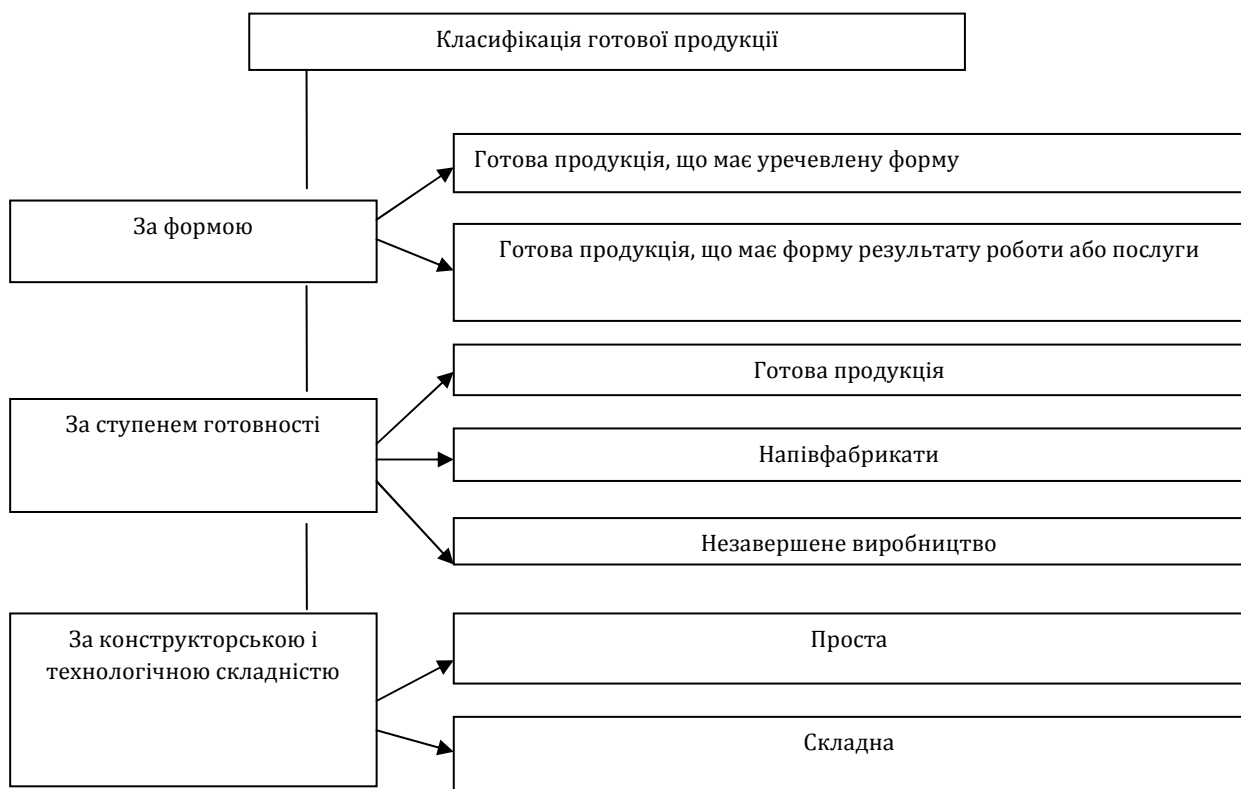 Класифікація готової продукції
Готова продукція, що має уречевлену форму
За формою
Готова продукція, що має форму результату роботи або послуги
Готова продукція
За ступенем готовності
Напівфабрикати
Незавершене виробництво
За конструкторською і
технологічною складністю
Проста
Складна